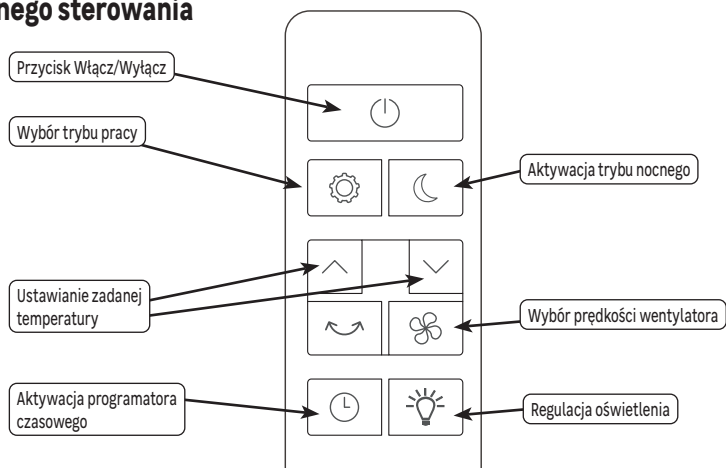 nego sterowania
Przycisk Włącz/Wyłącz
Wybór trybu pracy
Aktywacja trybu nocnego
Ustawianie zadanej
temperatury
Wybór prędkości wentylatora
Aktywacja programatora
czasowego
Regulacja oświetlenia